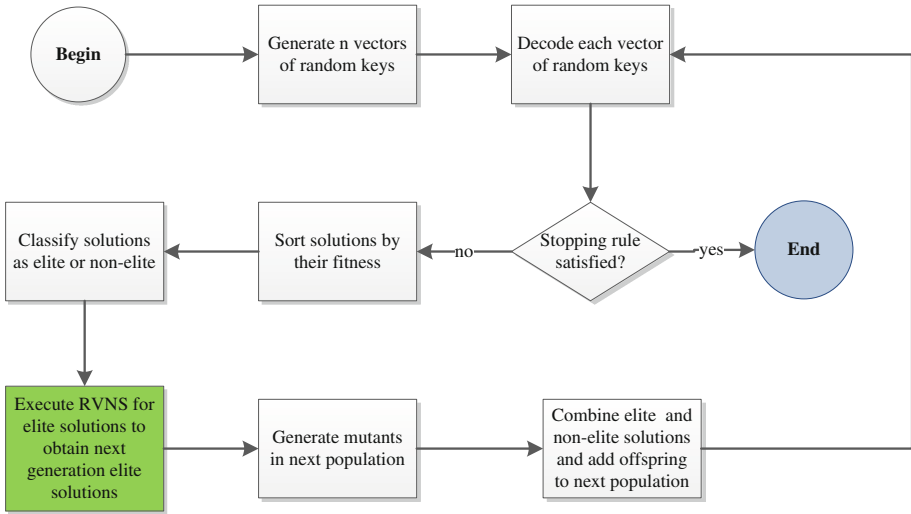 Begin
Generate n vectors
of random keys
Decode each vector
of random keys
Classify solutions
as elite or non-elite
Sort solutions by
their fitness
no
Stopping rule
satisfied?
yes
End
Execute RVNS for
elite solutions to
obtain next
generation elite
solutions
Generate mutants
in next population
Combine elite and
non-elite solutions
and add offspring
to next population